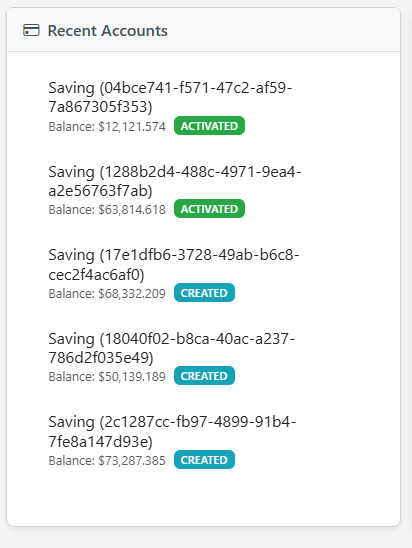 Recent Accounts
Saving (04bce741-f571-47c2-af59-
7a867305f353)
Balance: $12,121.574 ACTIVATED
Saving (1288b2d4-488c-4971-9ea4-
a2e56763f7ab)
Balance: $63,814.618 ACTIVATED
Saving (17e1dfb6-3728-49ab-b6c8-
cec2f4ac6af0)
Balance: $68,332.209 CREATED
Saving (18040f02-b8ca-40ac-a237-
786d2f035e49)
Balance: $50,139.189 CREATED
Saving (2c1287cc-fb97-4899-91b4-
7fe8a147d93e)
Balance: $73,287.385 CREATED